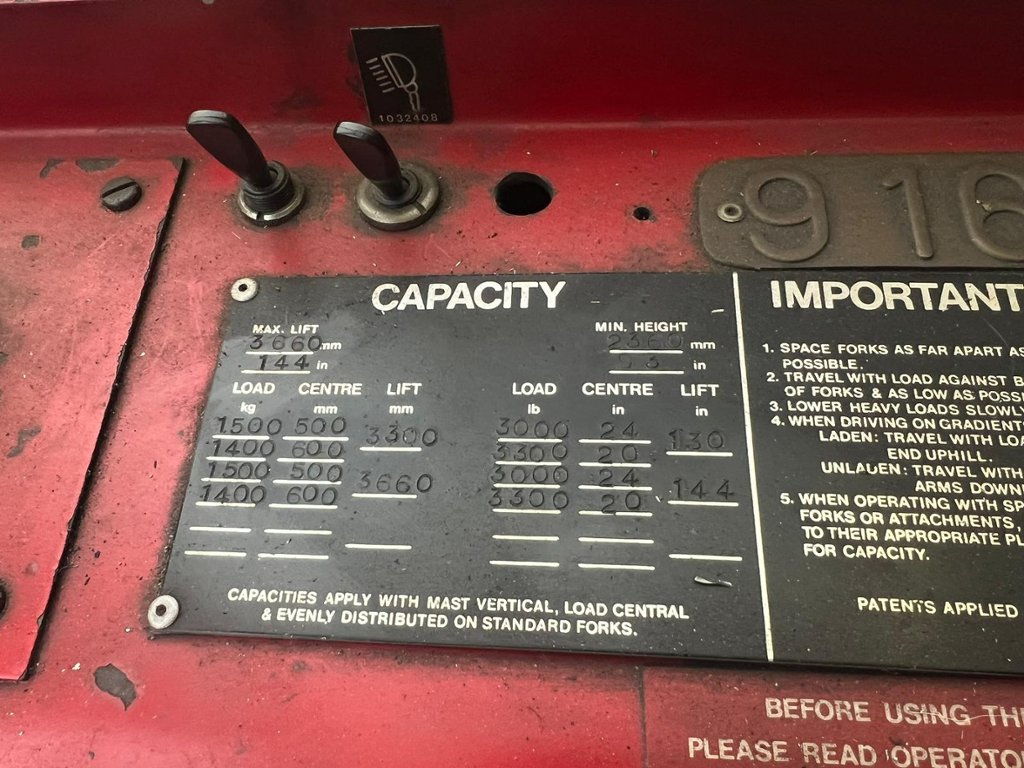 1032408
916
CAPACITY
MAX. LIFT
3660mm
144 in
MIN. HEIGHT
2360 mm
93 in
LOAD CENTRE LIFT
kg mm mm
1500 500
1400 600 3300
1500 500
1400 600 3660
LOAD CENTRE LIFT
lb in in
3000 24
3300 20 130
3000 24
3300 20 144
CAPACITIES APPLY WITH MAST VERTICAL, LOAD CENTRAL
& EVENLY DISTRIBUTED ON STANDARD FORKS.
IMPORTANT
1. SPACE FORKS AS FAR APART AS
POSSIBLE.
2. TRAVEL WITH LOAD AGAINST
OF FORKS & AS LOW AS
3. LOWER HEAVY LOADS SLOWLY
4. WHEN DRIVING ON GRADIENTS
LADEN: TRAVEL WITH
END UPHILL.
UNLADEN: TRAVEL WITH
ARMS
5. WHEN OPERATING WITH
FORKS OR ATTACHMENTS,
TO THEIR APPROPRIATE
FOR CAPACITY.
PATENTS APPLIED
BEFORE USING
PLEASE READ